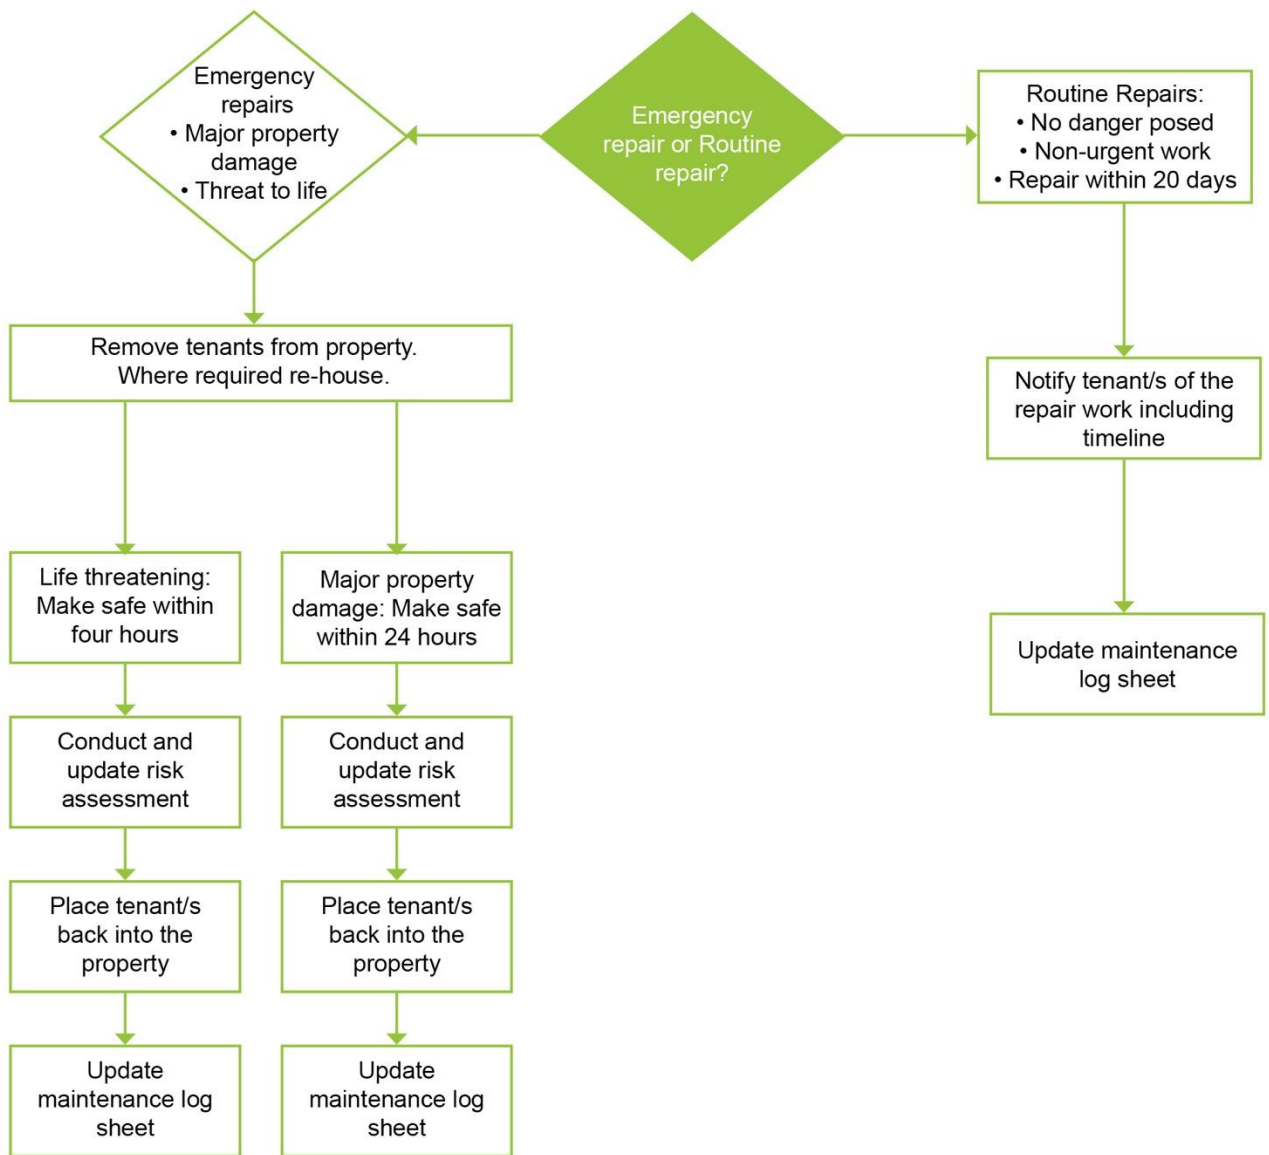 Emergency
repairs
• Major property
damage
• Threat to life
Emergency
repair or Routine
repair?
Routine Repairs:
• No danger posed
• Non-urgent work
• Repair within 20 days
Remove tenants from property.
Where required re-house.
Notify tenant/s of the
repair work including
timeline
Life threatening:
Make safe within
four hours
Major property
damage: Make safe
within 24 hours
Update maintenance
log sheet
Conduct and
update risk
assessment
Conduct and
update risk
assessment
Place tenant/s
back into the
property
Place tenant/s
back into the
property
Update
maintenance log
sheet
Update
maintenance log
sheet